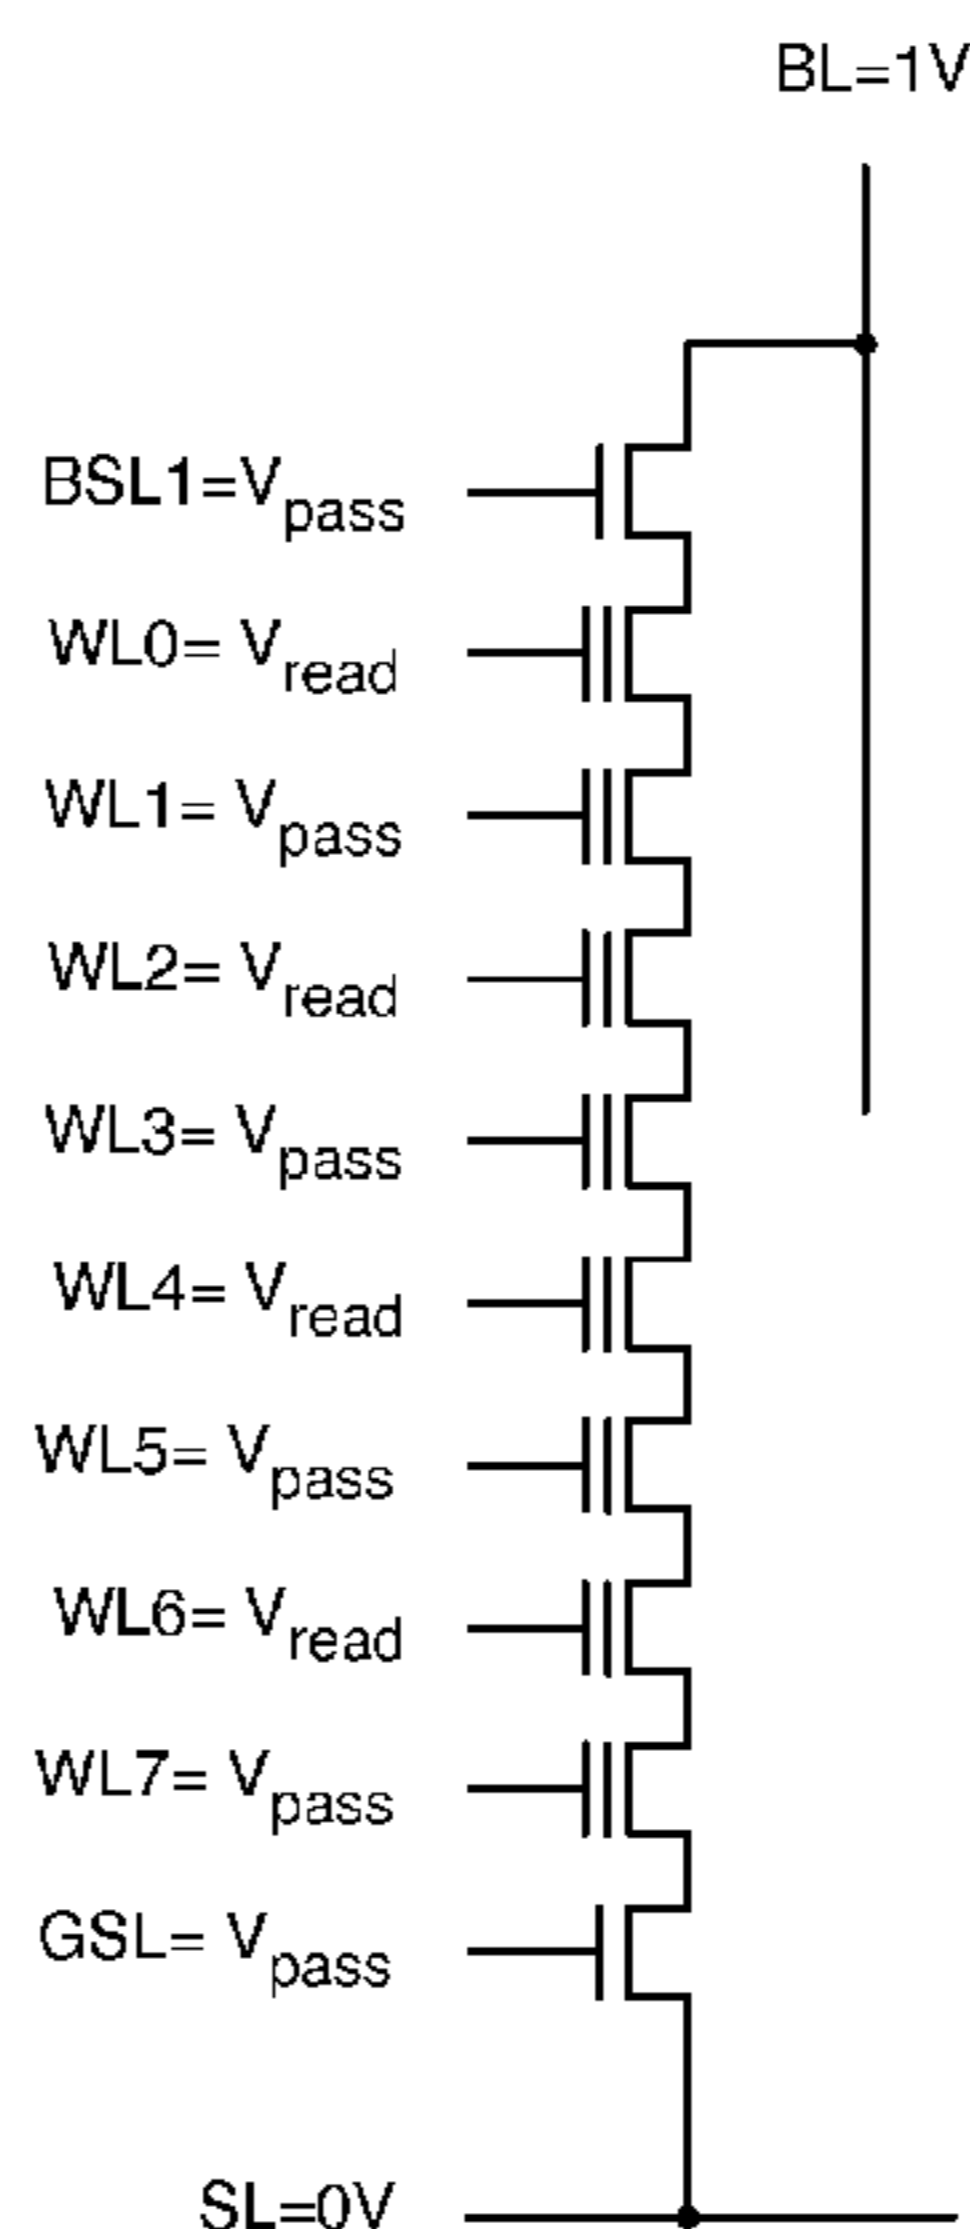 BL=1V
BSL1=Vpass
WL0= Vread
WL1= Vpass
WL2= Vread
WL3= Vpass
WL4= Vread
WL5= Vpass
WL6= Vread
WL7= Vpass
GSL= Vpass
SL=0V